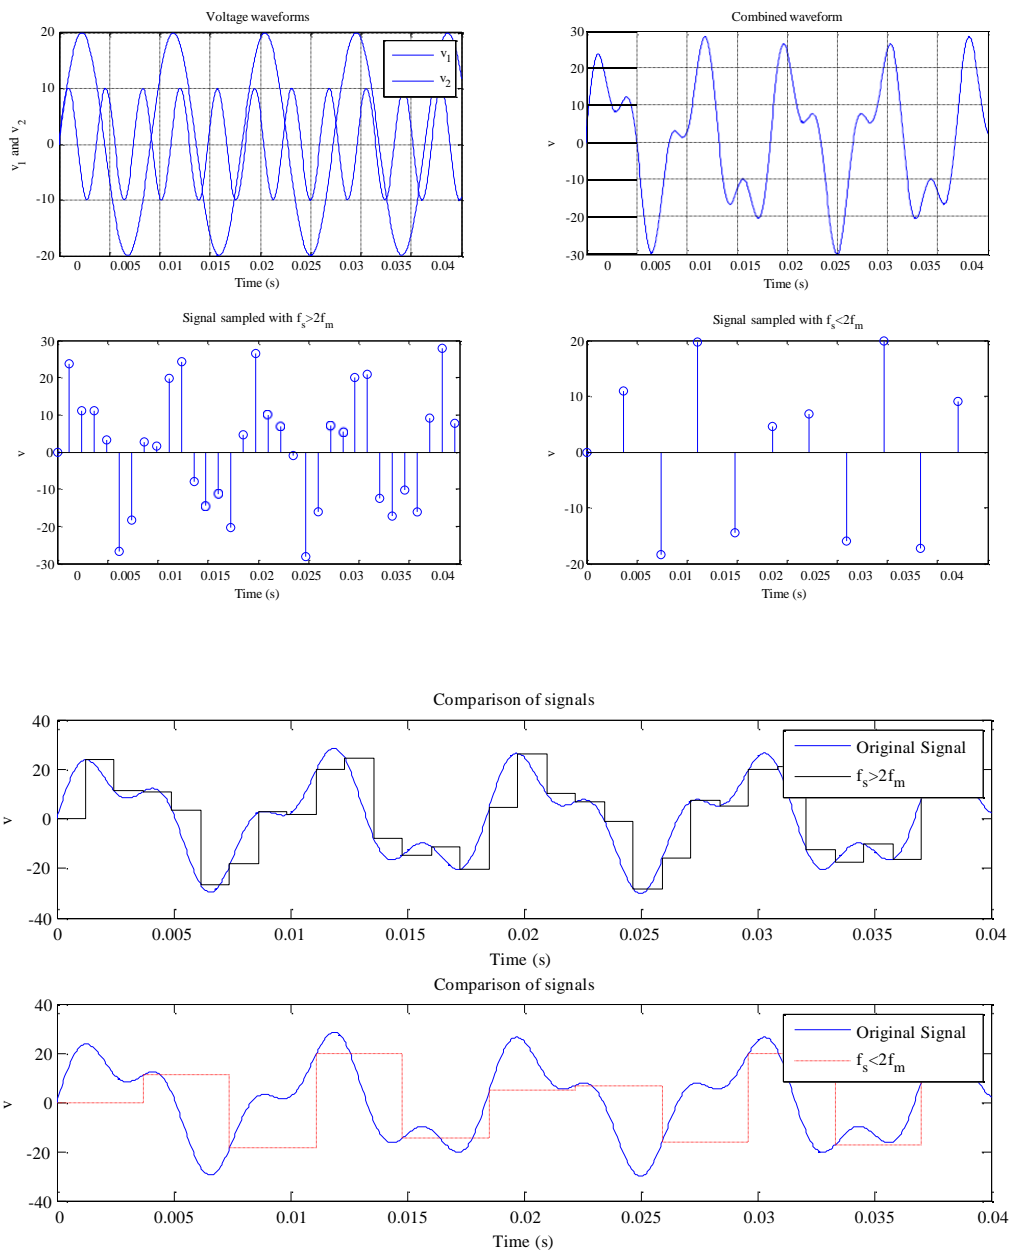 Voltage waveforms
20
10
0
-10
-20
v1 and v2
v1
v2
0 0.005 0.01 0.015 0.02 0.025 0.03 0.035 0.04
Time (s)
Combined waveform
30
20
10
0
-10
-20
-30
v
0 0.005 0.01 0.015 0.02 0.025 0.03 0.035 0.04
Time (s)
Signal sampled with fs>2fm
30
20
10
0
-10
-20
-30
v
0 0.005 0.01 0.015 0.02 0.025 0.03 0.035 0.04
Time (s)
Signal sampled with fs<2fm
20
10
0
-10
-20
v
0 0.005 0.01 0.015 0.02 0.025 0.03 0.035 0.04
Time (s)
Comparison of signals
40
20
0
-20
-40
v
Original Signal
fs>2fm
0 0.005 0.01 0.015 0.02 0.025 0.03 0.035 0.04
Time (s)
Comparison of signals
40
20
0
-20
-40
v
Original Signal
fs<2fm
0 0.005 0.01 0.015 0.02 0.025 0.03 0.035 0.04
Time (s)